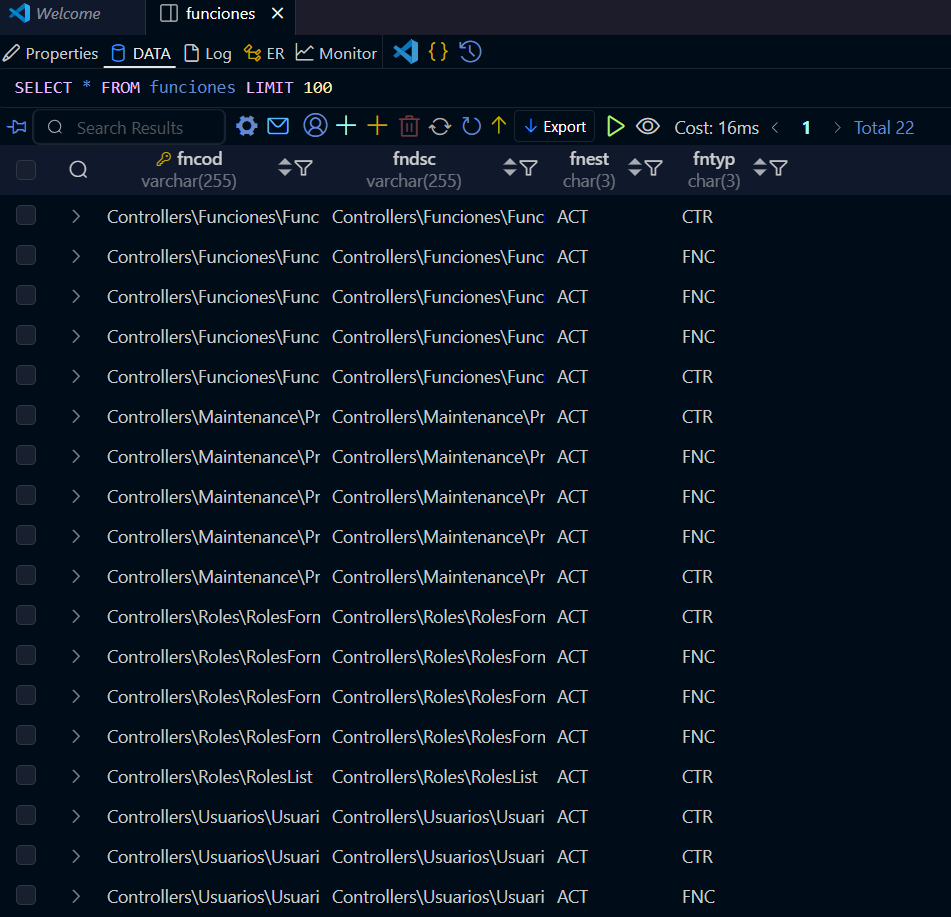 Welcome funciones
Properties DATA Log ER Monitor
SELECT * FROM funciones LIMIT 100
Search Results Export Cost: 16ms 1 Total 22
fncod fndsc fnest fntyp
varchar(255) varchar(255) char(3) char(3)
Controllers\Funciones\Func Controllers\Funciones\Func ACT CTR
Controllers\Funciones\Func Controllers\Funciones\Func ACT FNC
Controllers\Funciones\Func Controllers\Funciones\Func ACT FNC
Controllers\Funciones\Func Controllers\Funciones\Func ACT FNC
Controllers\Funciones\Func Controllers\Funciones\Func ACT CTR
Controllers\Maintenance\Pr Controllers\Maintenance\Pr ACT CTR
Controllers\Maintenance\Pr Controllers\Maintenance\Pr ACT FNC
Controllers\Maintenance\Pr Controllers\Maintenance\Pr ACT FNC
Controllers\Maintenance\Pr Controllers\Maintenance\Pr ACT FNC
Controllers\Maintenance\Pr Controllers\Maintenance\Pr ACT CTR
Controllers\Roles\RolesForn Controllers\Roles\RolesForn ACT CTR
Controllers\Roles\RolesForn Controllers\Roles\RolesForn ACT FNC
Controllers\Roles\RolesForn Controllers\Roles\RolesForn ACT FNC
Controllers\Roles\RolesForn Controllers\Roles\RolesForn ACT FNC
Controllers\Roles\RolesList Controllers\Roles\RolesList ACT CTR
Controllers\Usuarios\Usuari Controllers\Usuarios\Usuari ACT CTR
Controllers\Usuarios\Usuari Controllers\Usuarios\Usuari ACT CTR
Controllers\Usuarios\Usuari Controllers\Usuarios\Usuari ACT FNC